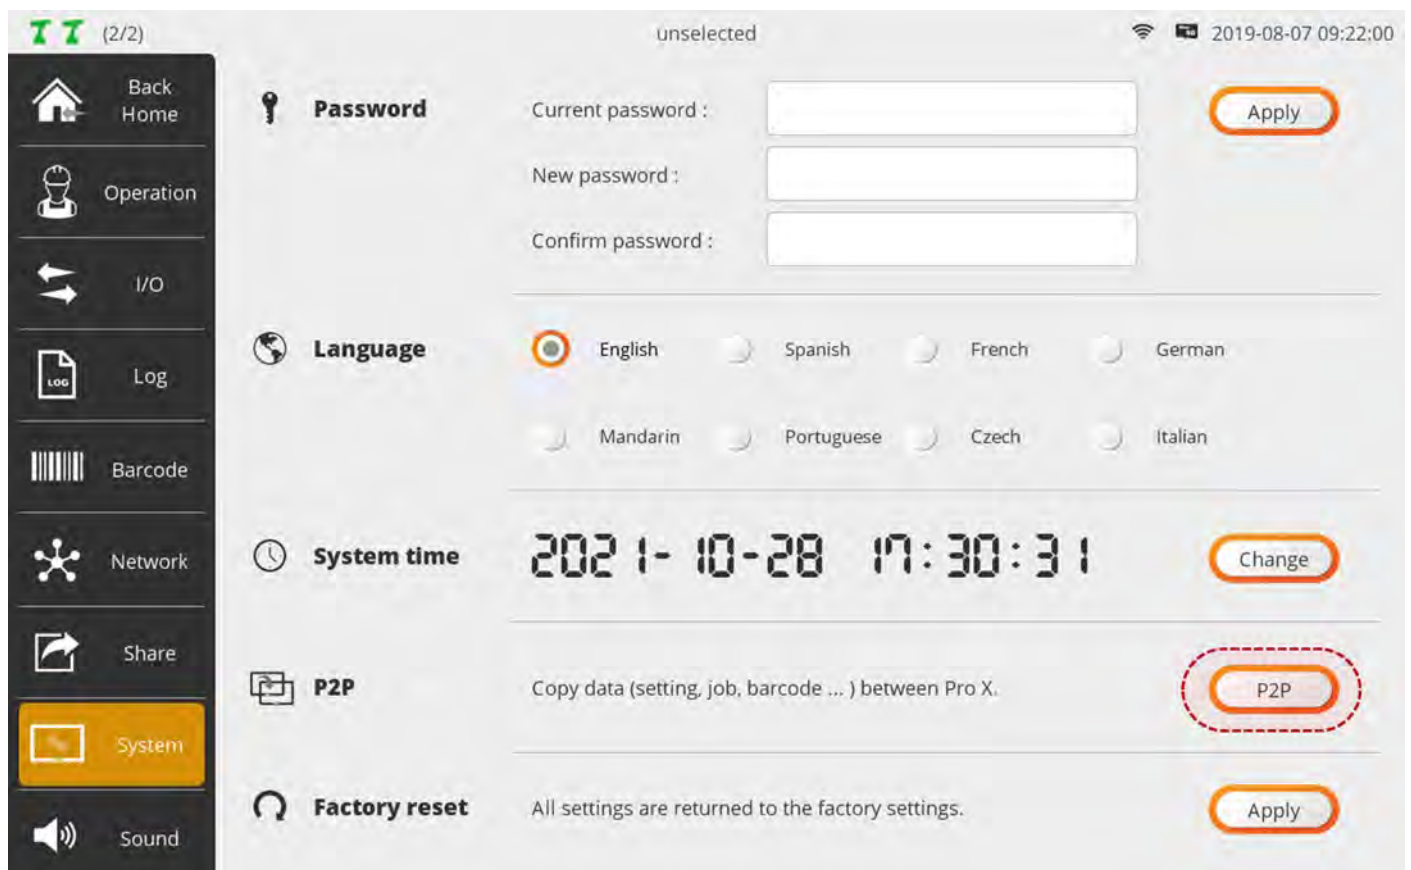 (2/2)
unselected
2019-08-07 09:22:00
Back
Home
Operation
I/O
LOG
Log
Barcode
Network
Share
System
Sound
Password
Current password :
Apply
New password :
Confirm password :
Language
English
Spanish
French
German
Mandarin
Portuguese
Czech
Italian
System time
2021-10-28 17:30:31
Change
P2P
Copy data (setting, job, barcode ... ) between Pro X.
P2P
Factory reset
All settings are returned to the factory settings.
Apply